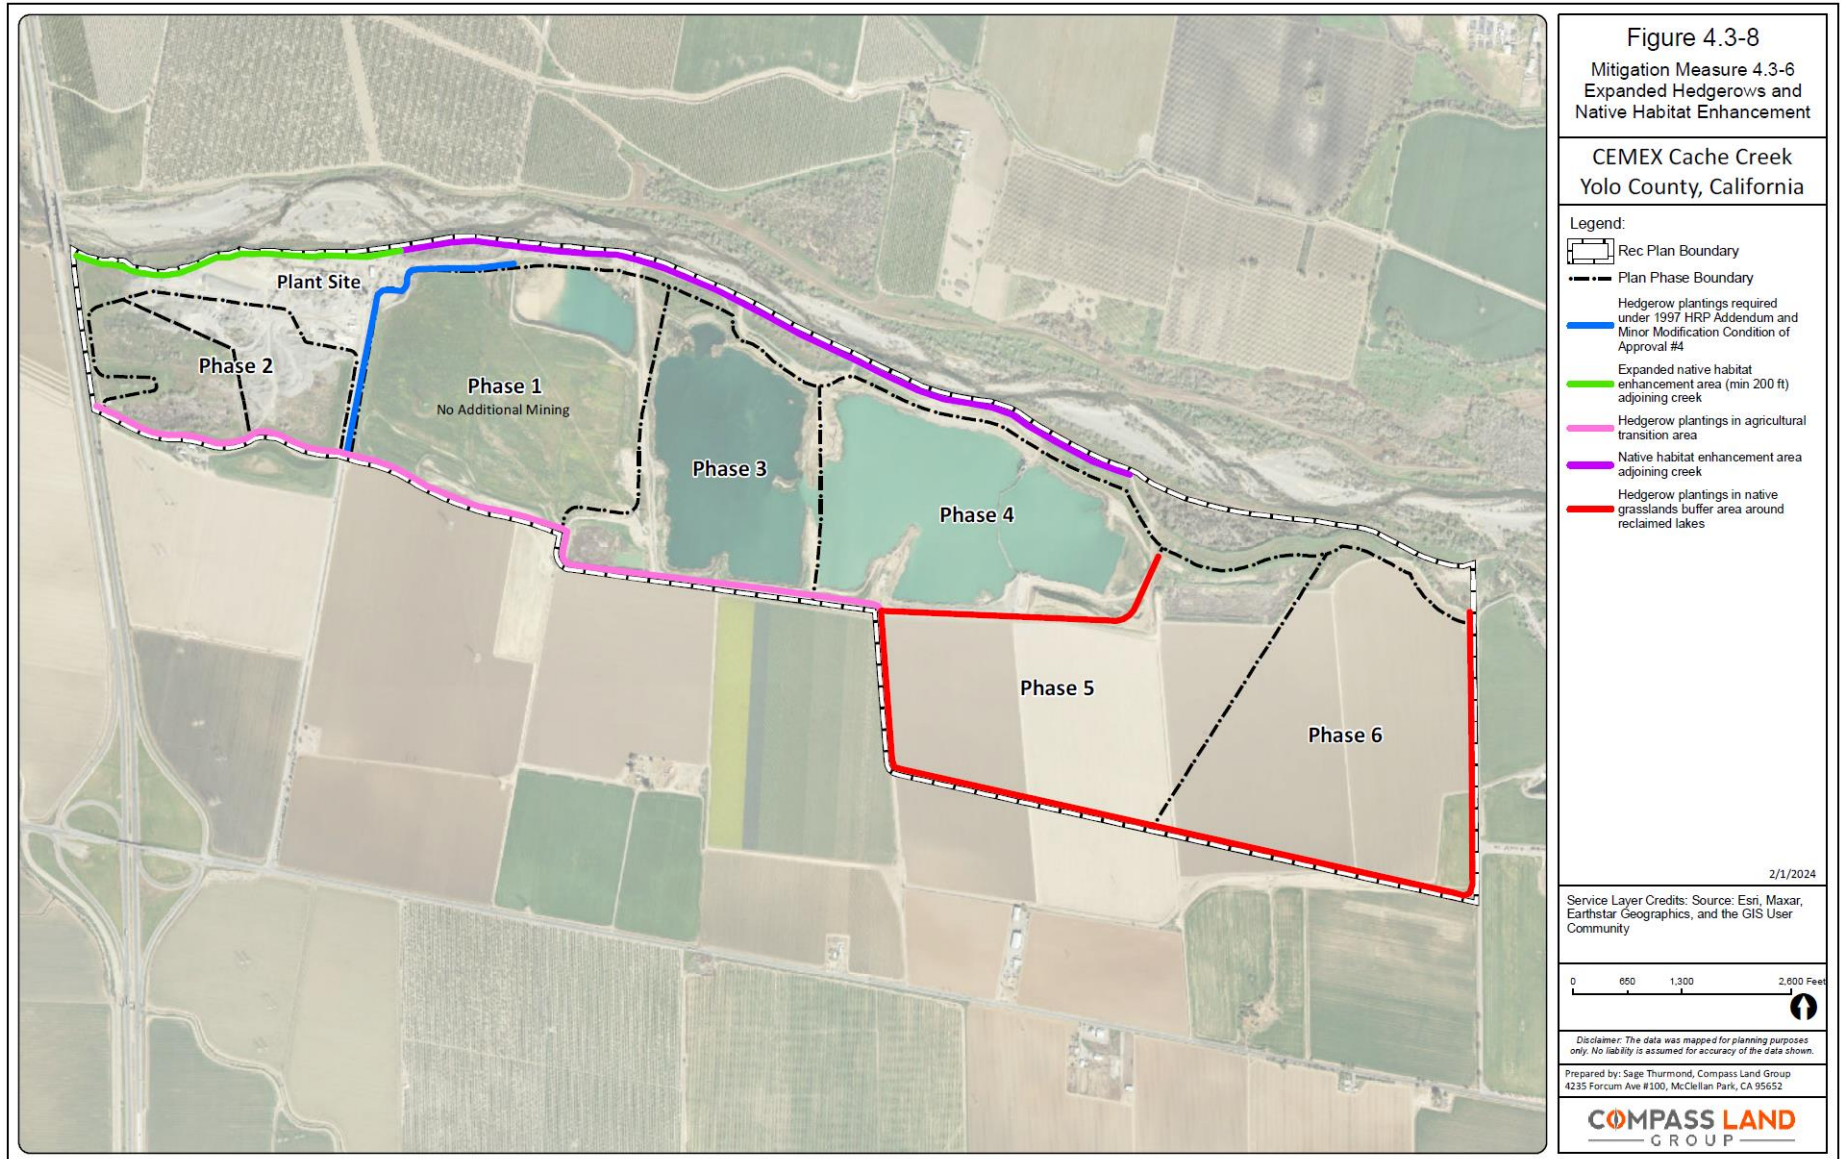 Figure 4.3-8
Mitigation Measure 4.3-6
Expanded Hedgerows and
Native Habitat Enhancement
CEMEX Cache Creek
Yolo County, California
Legend:
Rec Plan Boundary
Plan Phase Boundary
Hedgerow plantings required
under 1997 HRP Addendum and
Minor Modification Condition of
Approval #4
Expanded native habitat
enhancement area (min 200 ft)
adjoining creek
Hedgerow plantings in agricultural
transition area
Native habitat enhancement area
adjoining creek
Hedgerow plantings in native
grasslands buffer area around
reclaimed lakes
2/1/2024
Service Layer Credits: Source: Esri, Maxar,
Earthstar Geographics, and the GIS User
Community
0 650 1,300 2,600 Feet
Disclaimer: The data was mapped for planning purposes
only. No liability is assumed for accuracy of the data shown.
Prepared by: Sage Thurmond, Compass Land Group
4235 Forcum Ave #100, McClellan Park, CA 95652
COMPASS LAND
GROUP
Plant Site
Phase 2
Phase 1
No Additional Mining
Phase 3
Phase 4
Phase 5
Phase 6